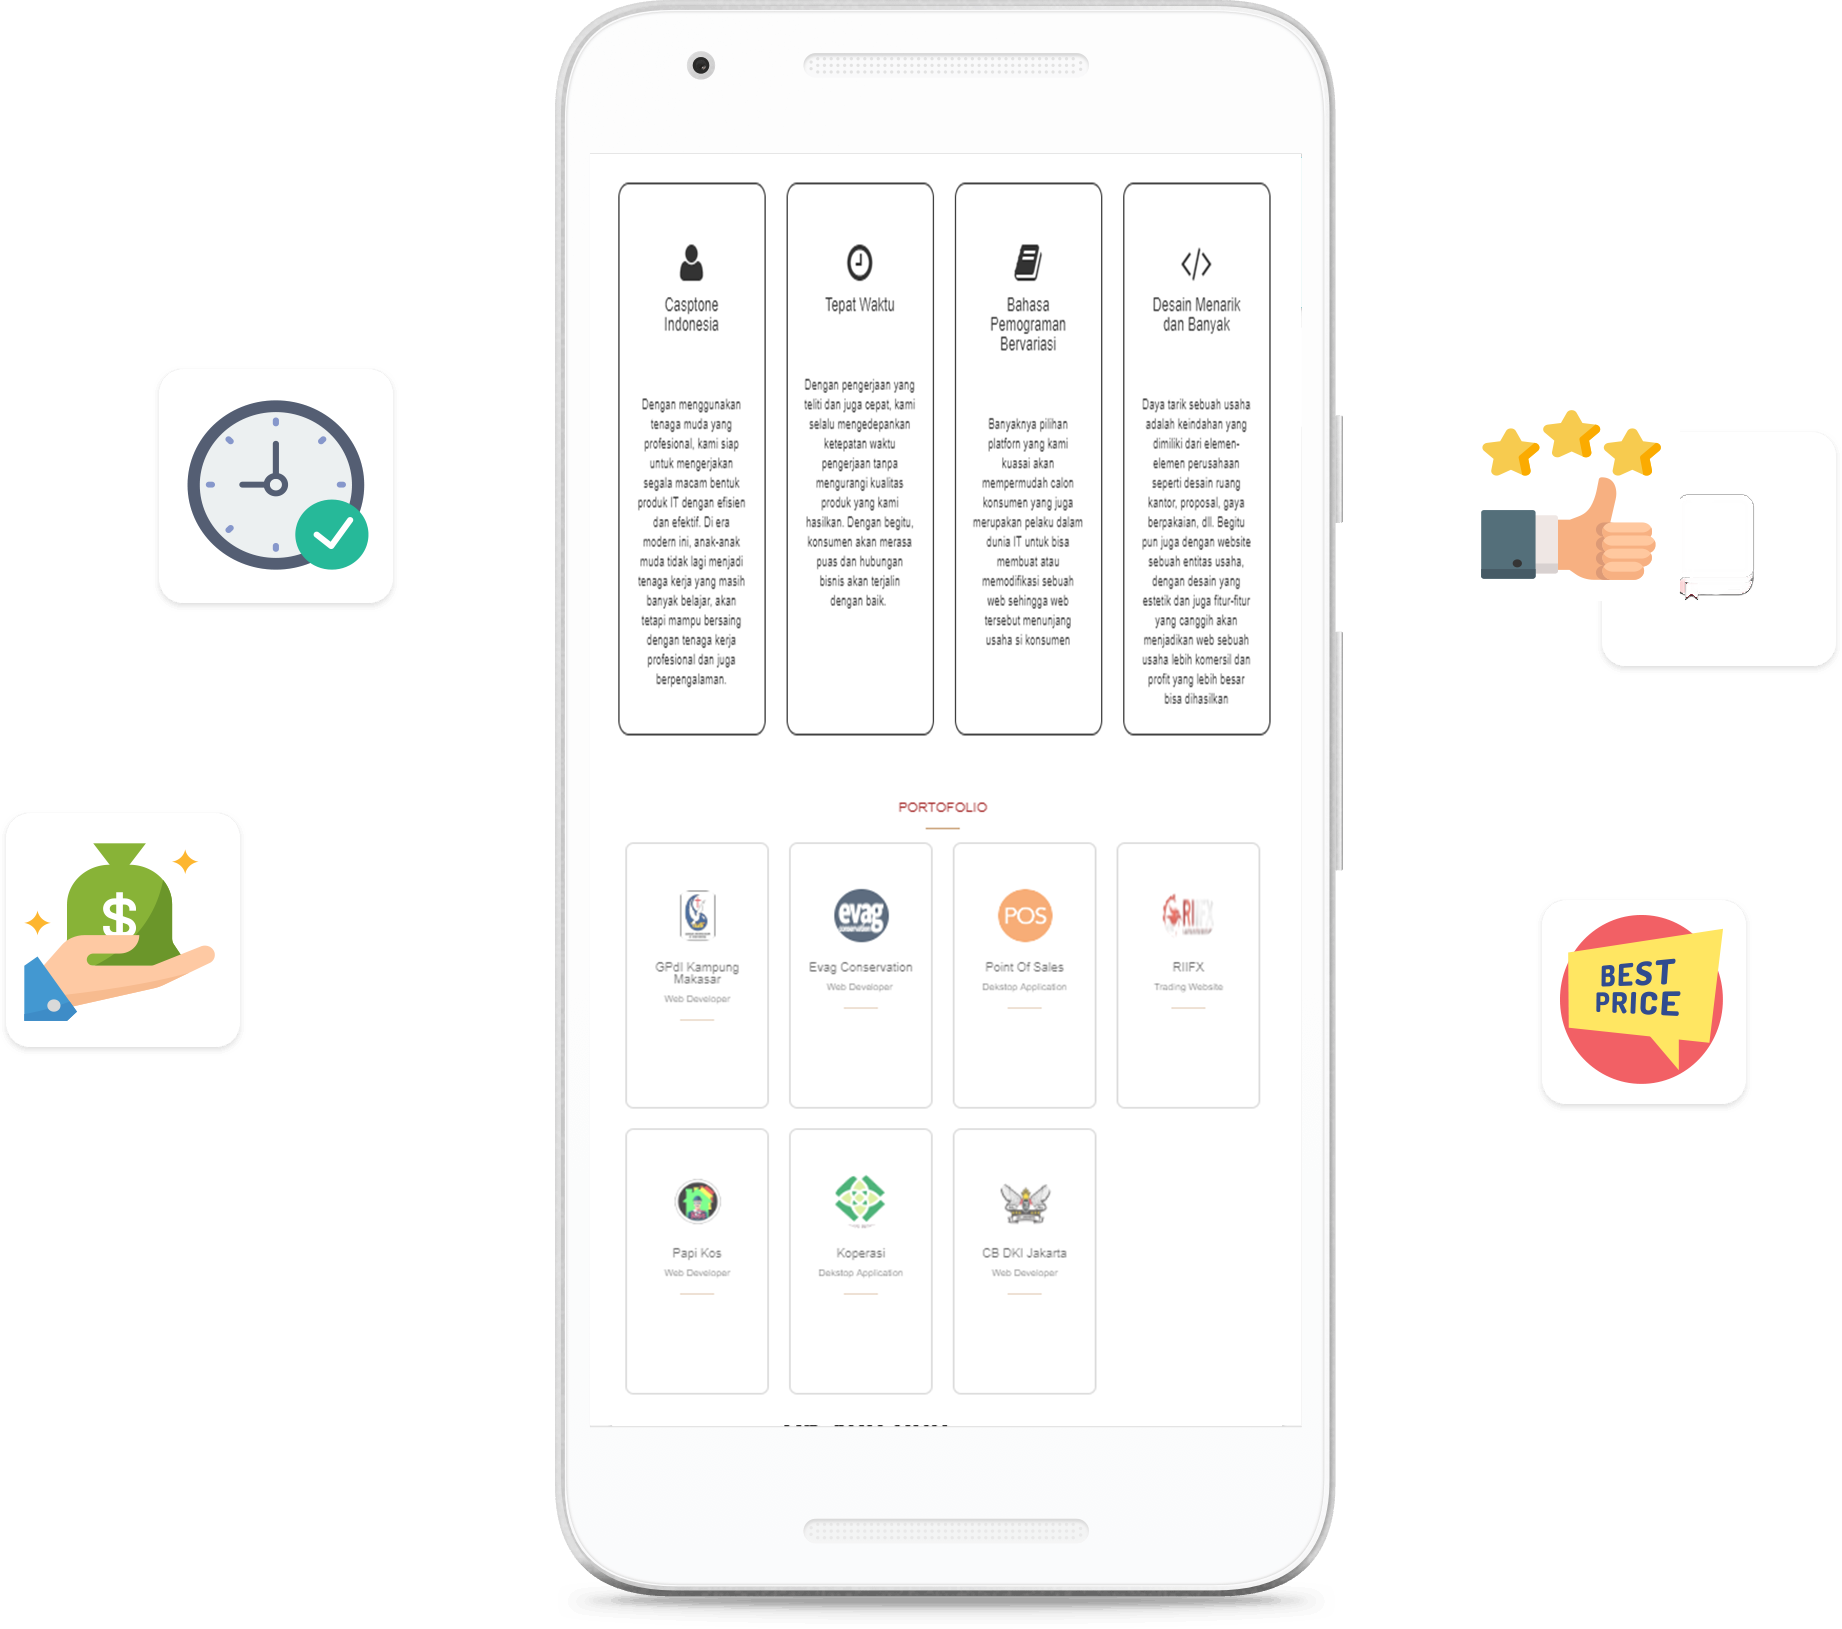 Casptone
Indonesia
Dengan menggunakan
tenaga muda yang
profesional, kami siap
untuk mengerjakan
segala macam bentuk
produk IT dengan efisien
dan efektif. Di era
modern ini, anak-anak
muda tidak lagi menjadi
tenaga kerja yang masih
banyak belajar, akan
tetapi mampu bersaing
dengan tenaga kerja
profesional dan juga
berpengalaman.
Tepat Waktu
Dengan pengerjaan yang
teliti dan juga cepat, kami
selalu mengedepankan
ketepatan waktu
pengerjaan tanpa
mengurangi kualitas
produk yang kami
hasilkan. Dengan begitu,
konsumen akan merasa
puas dan hubungan
bisnis akan terjalin
dengan baik.
Bahasa
Pemograman
Bervariasi
Banyaknya pilihan
platforn yang kami
kuasai akan
mempermudah calon
konsumen yang juga
merupakan pelaku dalam
dunia IT untuk bisa
membuat atau
memodifikasi sebuah
web sehingga web
tersebut menunjang
usaha si konsumen
Desain Menarik
dan Banyak
Daya tarik sebuah usaha
adalah keindahan yang
dimiliki dari elemen-
elemen perusahaan
seperti desain ruang
kantor, proposal, gaya
berpakaian, dll. Begitu
pun juga dengan website
sebuah entitas usaha,
dengan desain yang
estetik dan juga fitur-fitur
yang canggih akan
menjadikan web sebuah
usaha lebih komersil dan
profit yang lebih besar
bisa dihasilkan
PORTOFOLIO
GPdI Kampung
Makasar
Web Developer
evag
conservation
Evag Conservation
Web Developer
POS
Point Of Sales
Dekstop Application
RIIFX
RIIFX
Trading Website
Papi Kos
Web Developer
Koperasi
Dekstop Application
CB DKI Jakarta
Web Developer
$
BEST
PRICE